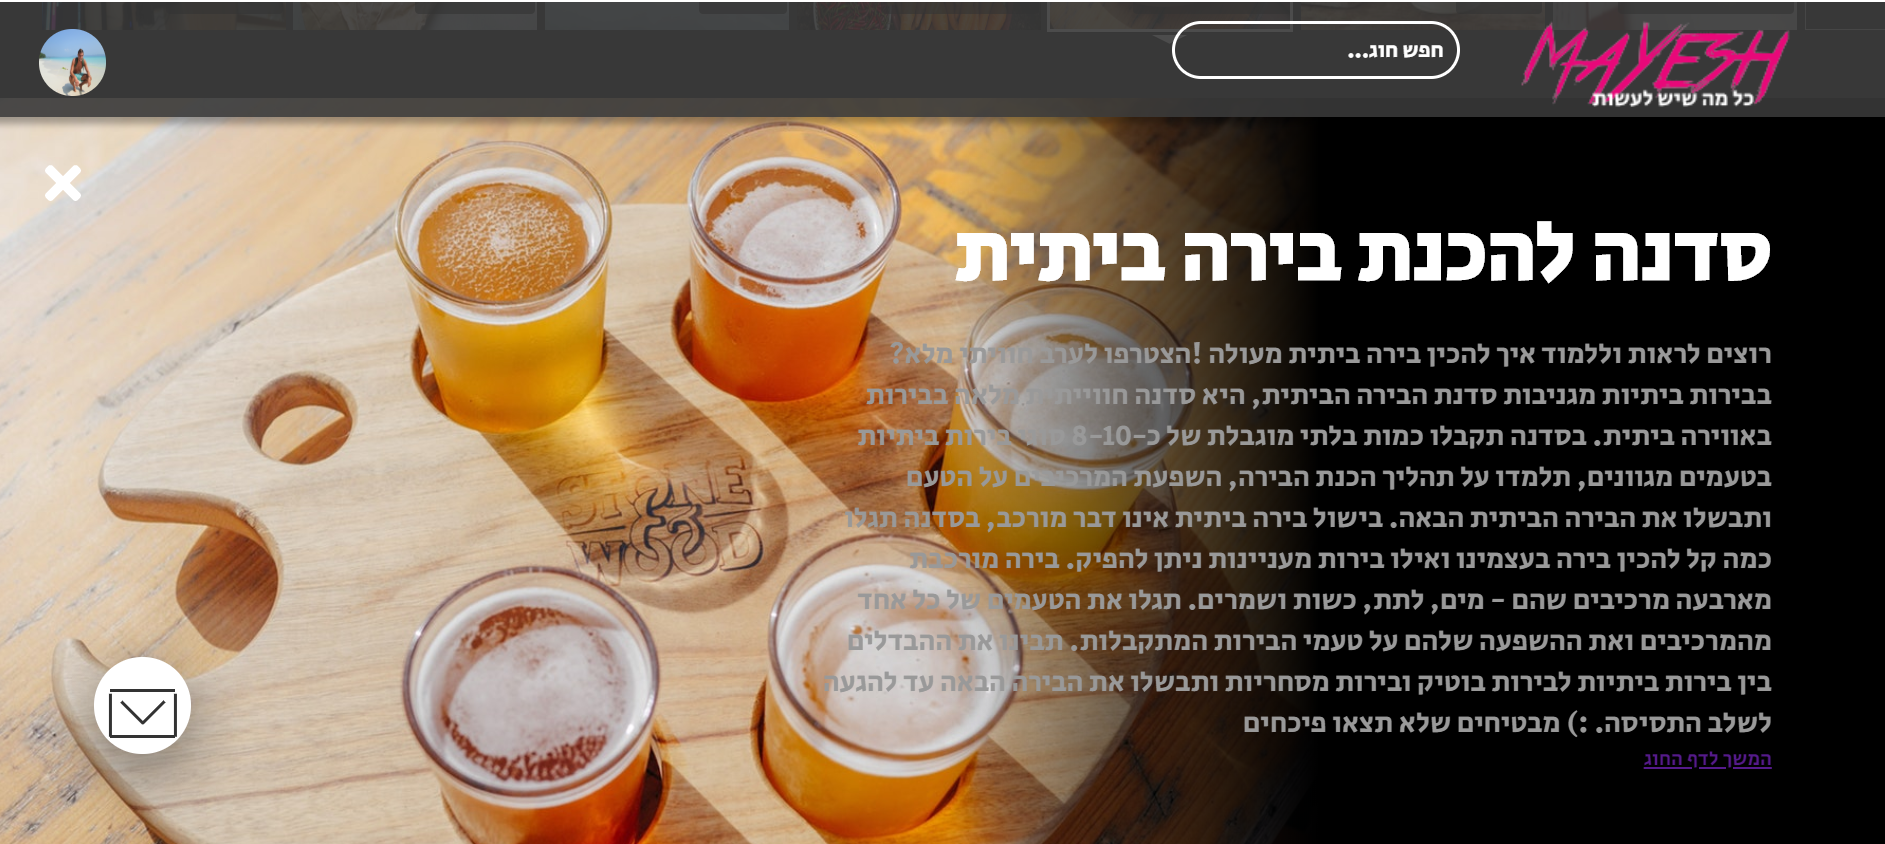 חפש חוג...
MAYESH
כל מה שיש לעשות
סדנה להכנת בירה ביתית
רוצים לראות וללמוד איך להכין בירה ביתית מעולה !הצטרפו לערב חווייתי מלא?
בבירות ביתיות מגניבות סדנת הבירה הביתית, היא סדנה חווייתית מלאה בבירות
באווירה ביתית. בסדנה תקבלו כמות בלתי מוגבלת של כ-8-10 סוגי בירות ביתיות
בטעמים מגוונים, תלמדו על תהליך הכנת הבירה, השפעת המרכיבים על הטעם
ותבשלו את הבירה הביתית הבאה. בישול בירה ביתית אינו דבר מורכב, בסדנה תגלו
כמה קל להכין בירה בעצמינו ואילו בירות מעניינות ניתן להפיק. בירה מורכבת
מארבעה מרכיבים שהם - מים, לתת, כשות ושמרים. תגלו את הטעמים של כל אחד
מהמרכיבים ואת ההשפעה שלהם על טעמי הבירות המתקבלות. תבינו את ההבדלים
בין בירות ביתיות לבירות בוטיק ובירות מסחריות ותבשלו את הבירה הבאה עד להגעה
לשלב התסיסה. :) מבטיחים שלא תצאו פיכחים
המשך לדף החוג
STONE
&
WOOD